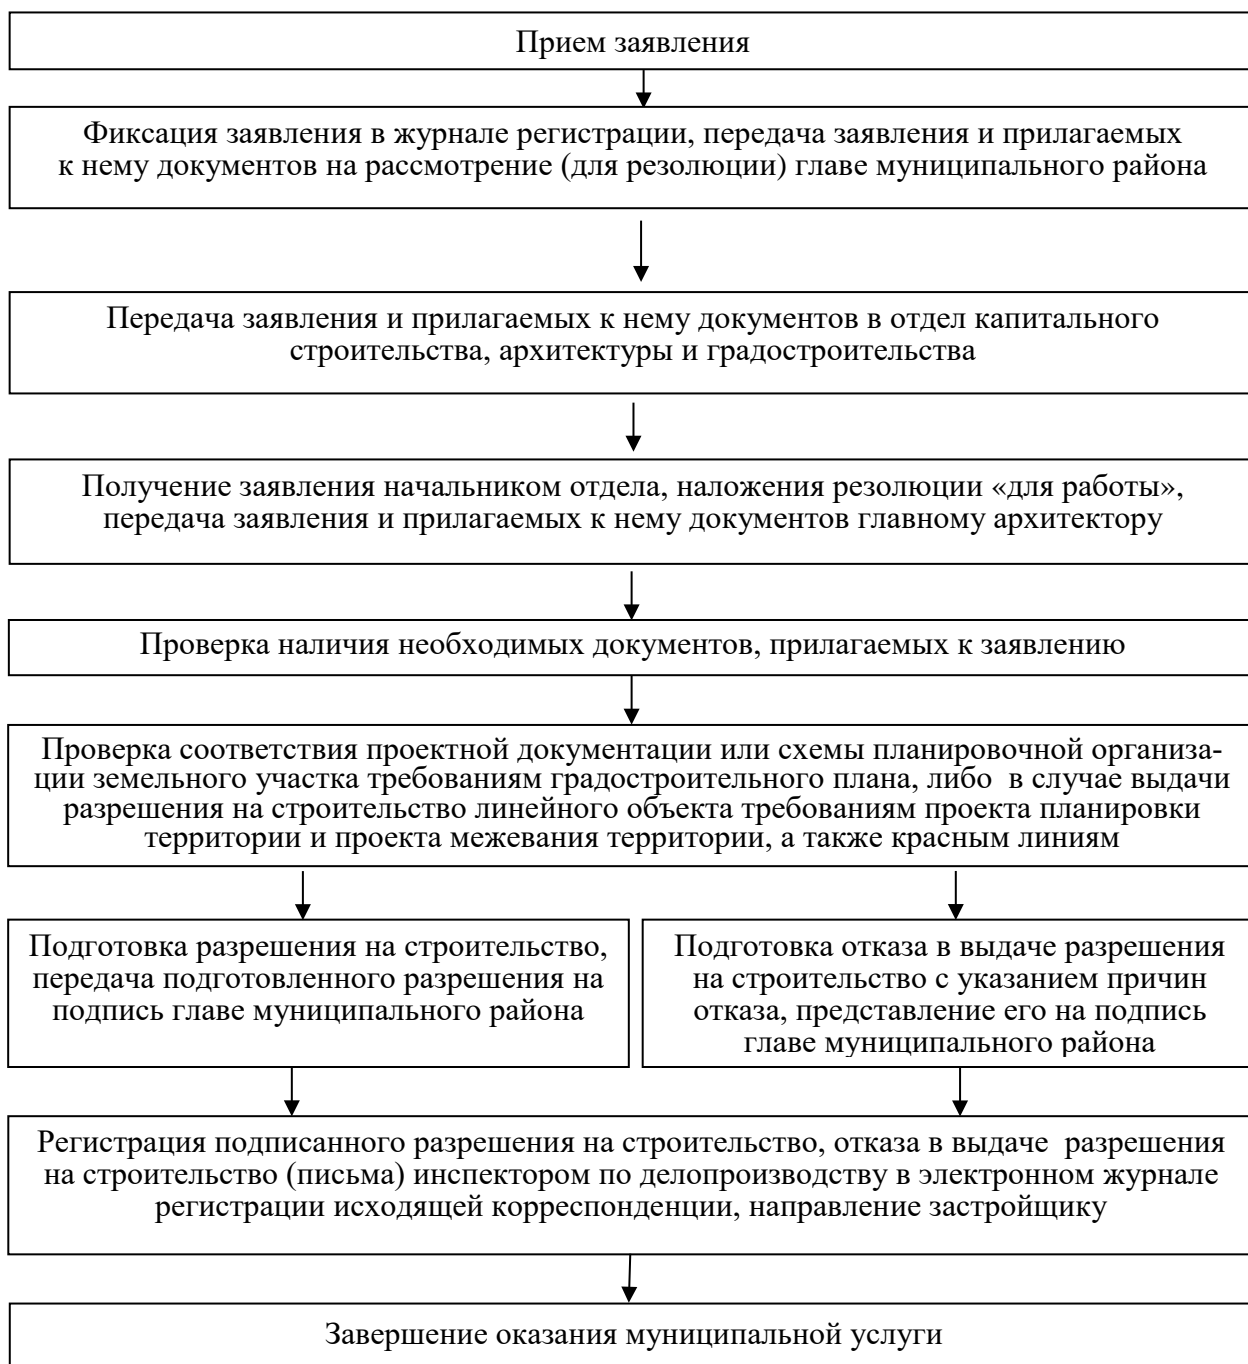 Прием заявления
Фиксация заявления в журнале регистрации, передача заявления и прилагаемых
к нему документов на рассмотрение (для резолюции) главе муниципального района
Передача заявления и прилагаемых к нему документов в отдел капитального
строительства, архитектуры и градостроительства
Получение заявления начальником отдела, наложения резолюции «для работы»,
передача заявления и прилагаемых к нему документов главному архитектору
Проверка наличия необходимых документов, прилагаемых к заявлению
Проверка соответствия проектной документации или схемы планировочной организа-
ции земельного участка требованиям градостроительного плана, либо в случае выдачи
разрешения на строительство линейного объекта требованиям проекта планировки
территории и проекта межевания территории, а также красным линиям
Подготовка разрешения на строительство,
передача подготовленного разрешения на
подпись главе муниципального района
Подготовка отказа в выдаче разрешения
на строительство с указанием причин
отказа, представление его на подпись
главе муниципального района
Регистрация подписанного разрешения на строительство, отказа в выдаче разрешения
на строительство (письма) инспектором по делопроизводству в электронном журнале
регистрации исходящей корреспонденции, направление застройщику
Завершение оказания муниципальной услуги